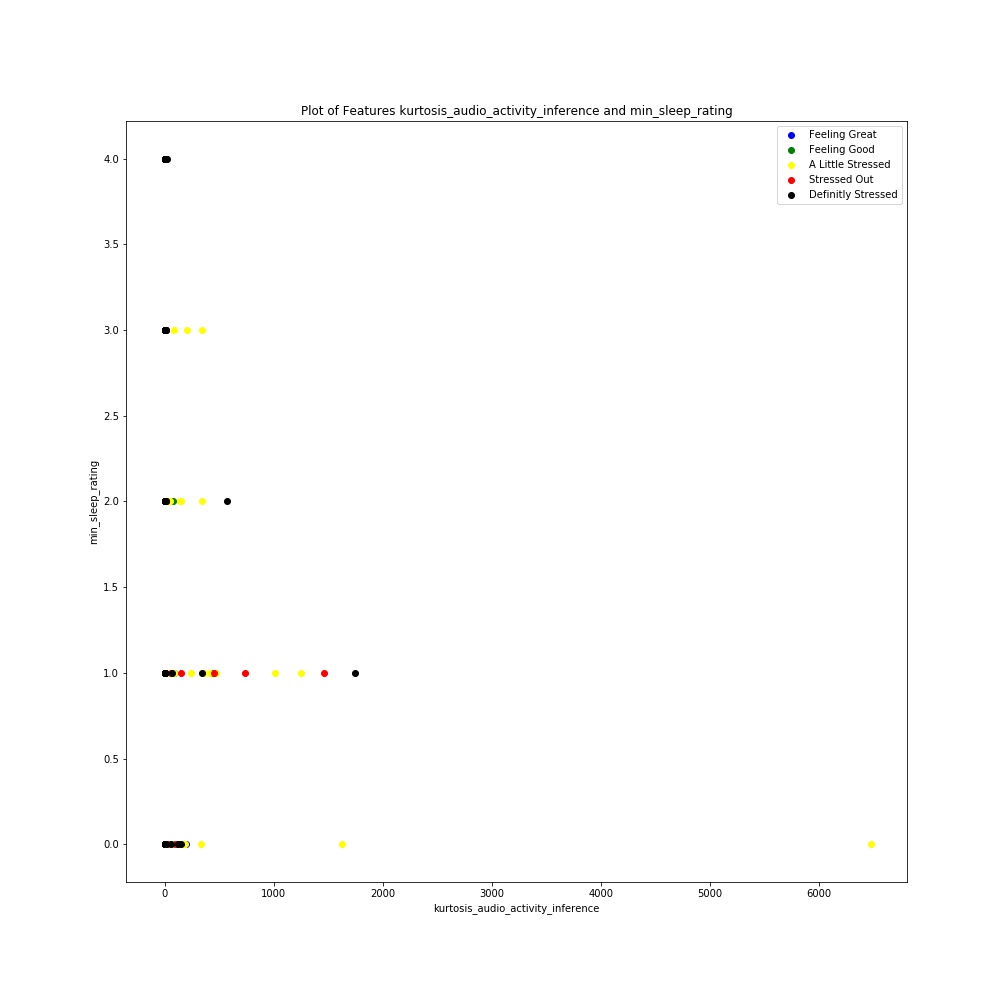 Plot of Features kurtosis_audio_activity_inference and min_sleep_rating
Feeling Great
Feeling Good
A Little Stressed
Stressed Out
Definitly Stressed
4.0
3.5
3.0
2.5
2.0
1.5
1.0
0.5
0.0
min_sleep_rating
0
1000
2000
3000
4000
5000
6000
kurtosis_audio_activity_inference